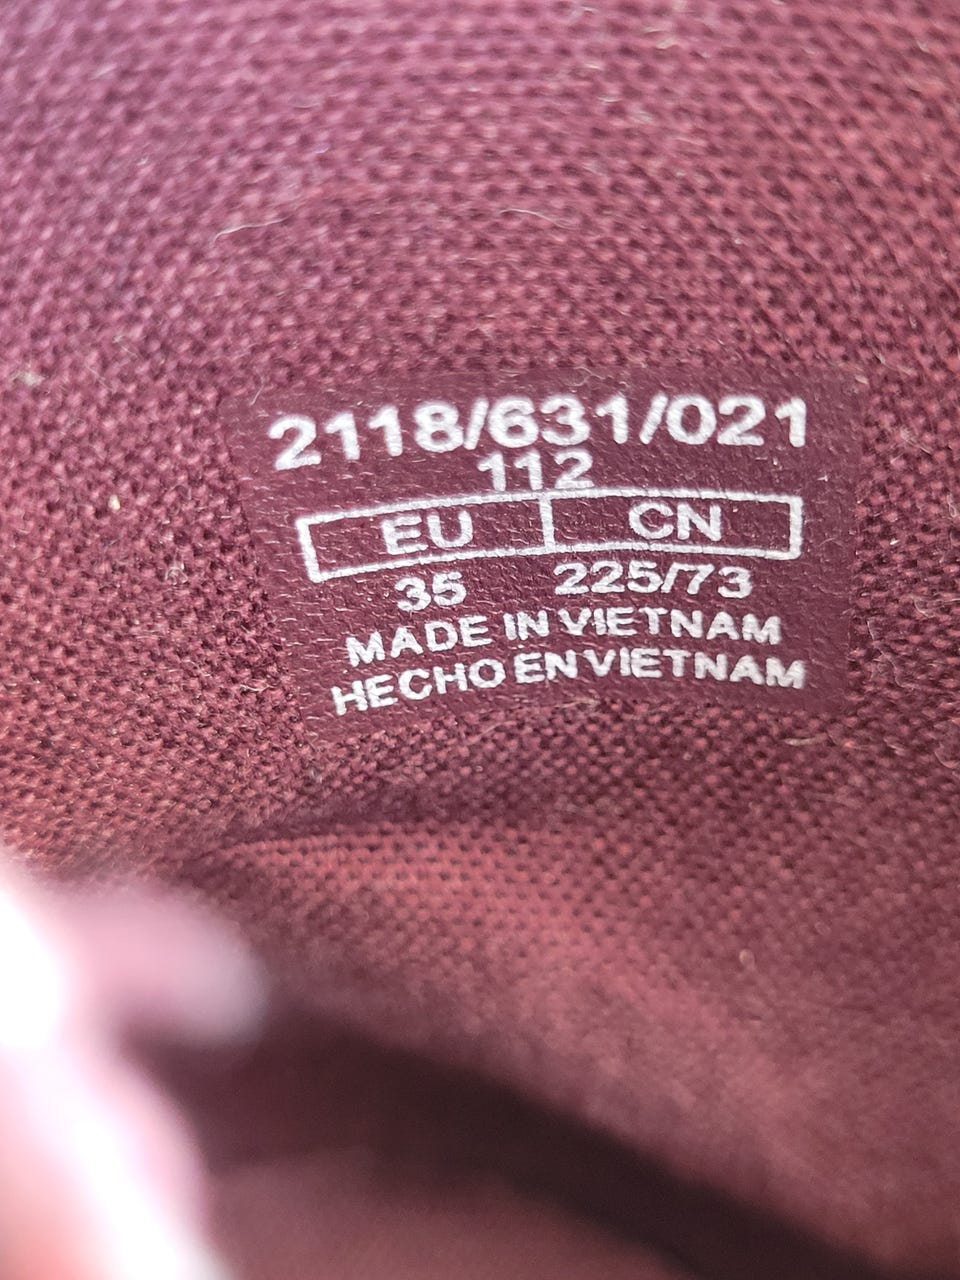 2118/631/021
112
EU CN
35 225/73
MADE IN VIETNAM
HECHO EN VIETNAM